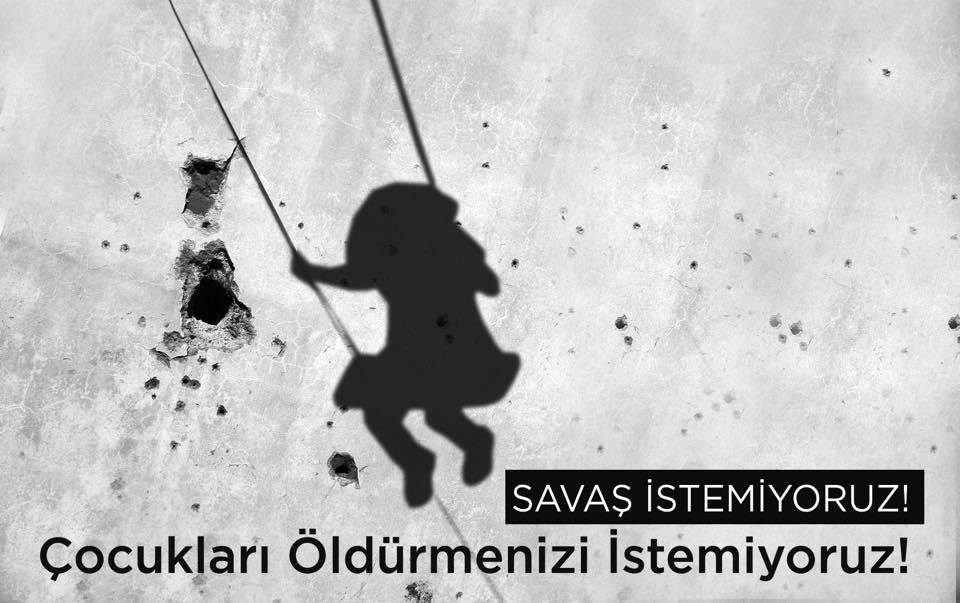 SAVAŞ İSTEMİYORUZ!
Çocukları Öldürmenizi İstemiyoruz!